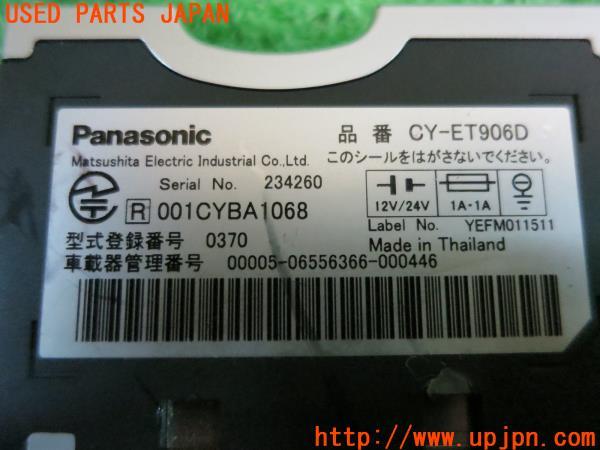 USED PARTS JAPAN
Panasonic
品番 CY-ET906D
Matsushita Electric Industrial Co.,Ltd.
このシールをはがさないでください。
Serial No. 234260
R 001CYBA1068
12V/24V
1A-1A
Label No. YEFM011511
型式登録番号 0370
Made in Thailand
車載器管理番号 00005-06556366-000446
http://www.upjpn.com